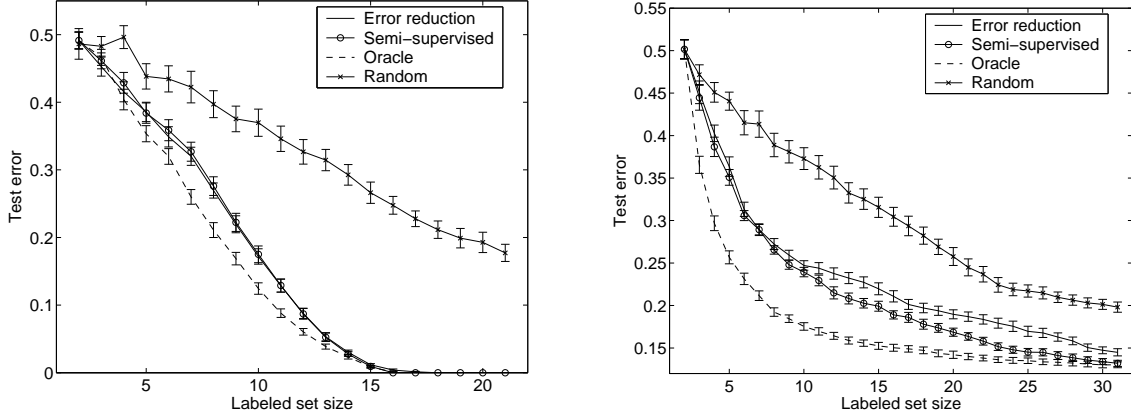 Error reduction
Semi−supervised
Oracle
Random
0.5
0.4
0.3
0.2
0.1
0
Test error
5
10
15
20
Labeled set size
Error reduction
Semi−supervised
Oracle
Random
0.55
0.5
0.45
0.4
0.35
0.3
0.25
0.2
0.15
Test error
5
10
15
20
25
30
Labeled set size